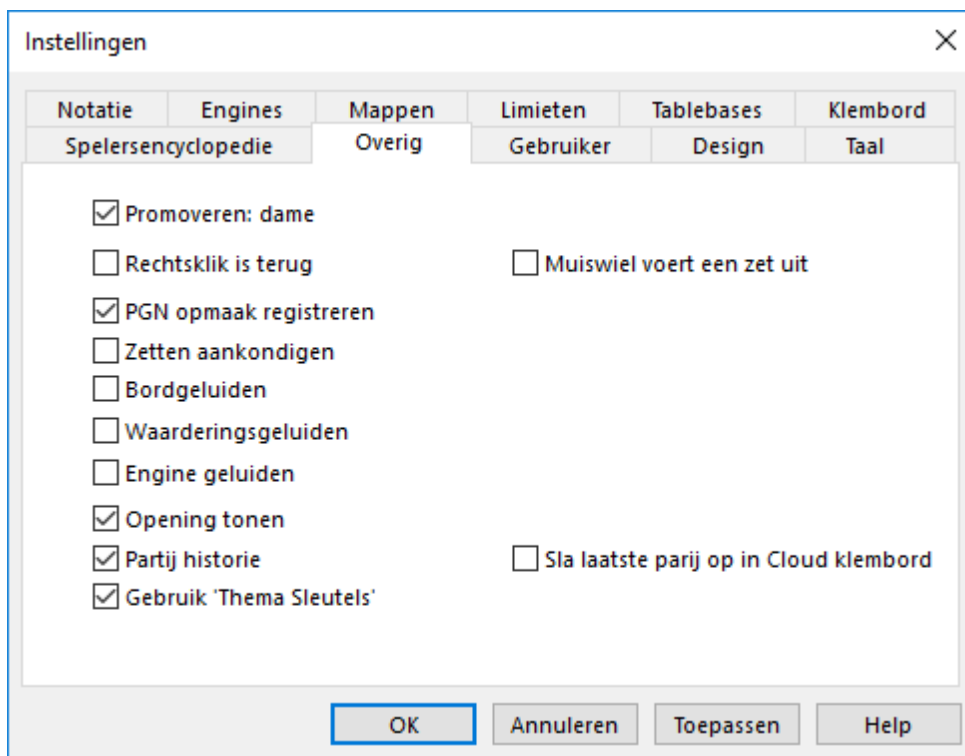 Instellingen
Notatie Engines Mappen Limieten Tablebases Klembord
Spelersencyclopedie Overig Gebruiker Design Taal
Promoveren: dame
Rechtsklik is terug Muiswiel voert een zet uit
PGN opmaak registreren
Zetten aankondigen
Bordgeluiden
Waarderingsgeluiden
Engine geluiden
Opening tonen
Partij historie Sla laatste parij op in Cloud klembord
Gebruik 'Thema Sleutels'
OK Annuleren Toepassen Help